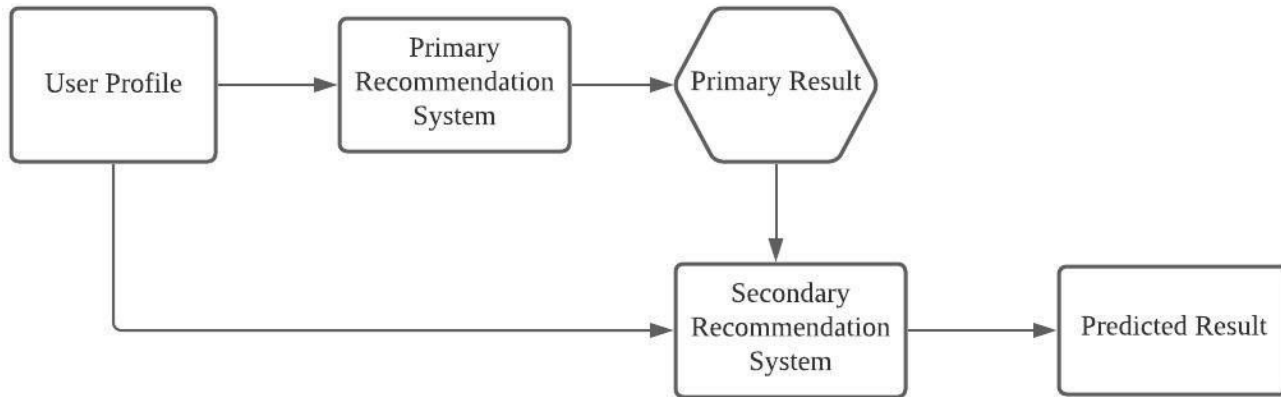 User Profile
Primary
Recommendation
System
Primary Result
Secondary
Recommendation
System
Predicted Result